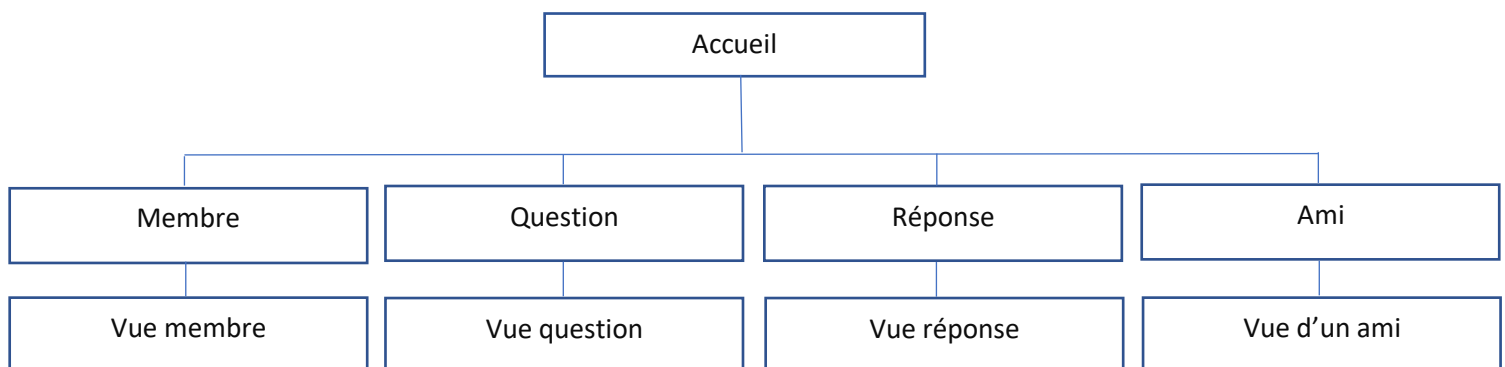 Accueil
Membre
Question
Réponse
Ami
Vue membre
Vue question
Vue réponse
Vue d’un ami